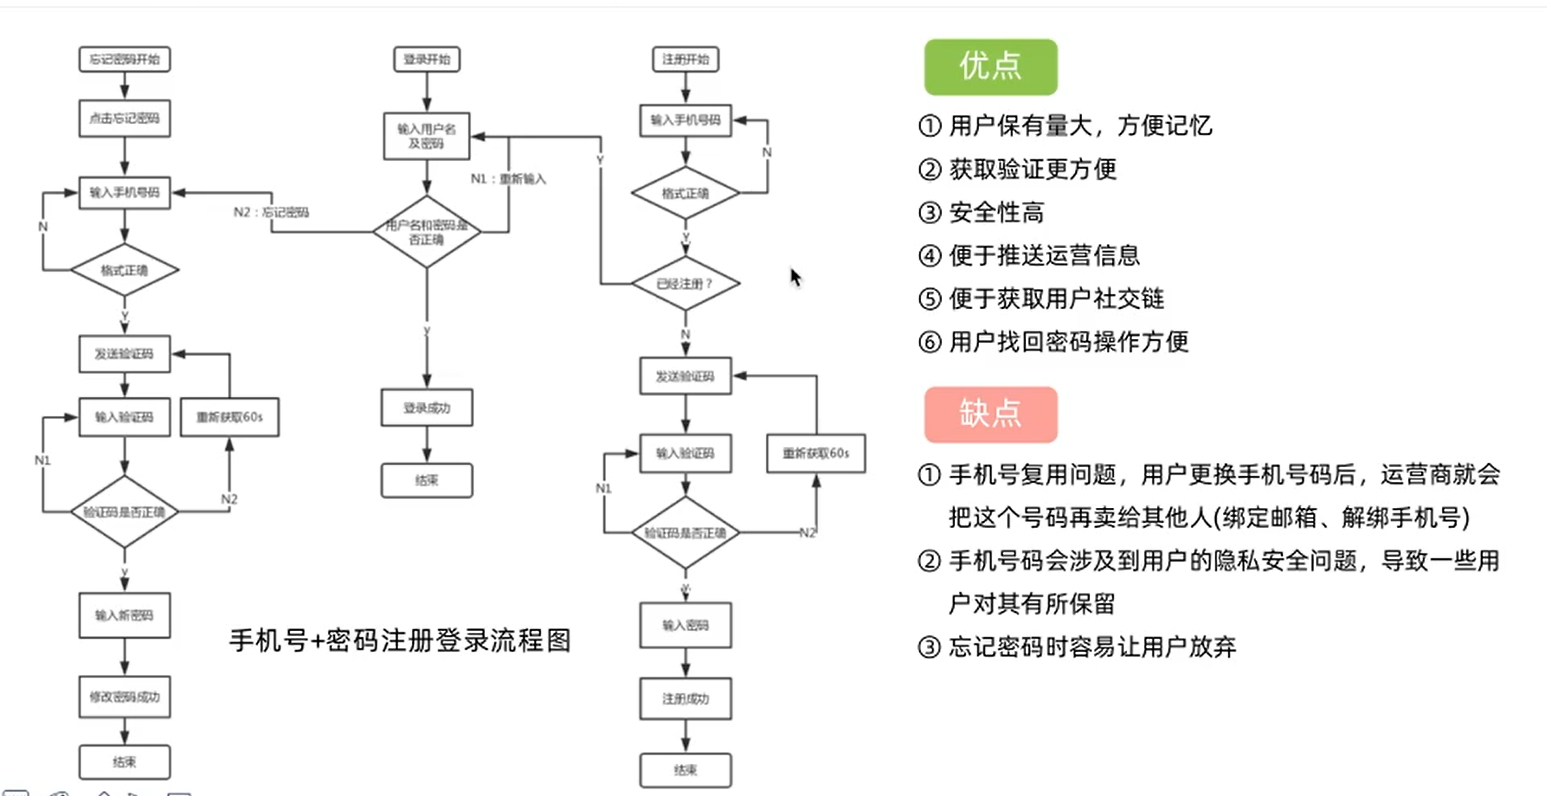 忘记密码开始
点击忘记密码
输入手机号码
N
N2：忘记密码
格式正确
Y
发送验证码
输入验证码
重新获取60s
N1
N2
验证码是否正确
y
输入新密码
修改密码成功
结束
登录开始
输入用户名
及密码
N1：重新输入
用户名和密码是
否正确
y
登录成功
结束
手机号+密码注册登录流程图
注册开始
输入手机号码
N
格式正确
Y
Y
已经注册？
N
发送验证码
输入验证码
重新获取60s
N1
N2
验证码是否正确
y
输入密码
注册成功
结束
优点
① 用户保有量大，方便记忆
② 获取验证更方便
③ 安全性高
④ 便于推送运营信息
⑤ 便于获取用户社交链
⑥ 用户找回密码操作方便
缺点
① 手机号复用问题，用户更换手机号码后，运营商就会
把这个号码再卖给其他人(绑定邮箱、解绑手机号)
② 手机号码会涉及到用户的隐私安全问题，导致一些用
户对其有所保留
③ 忘记密码时容易让用户放弃